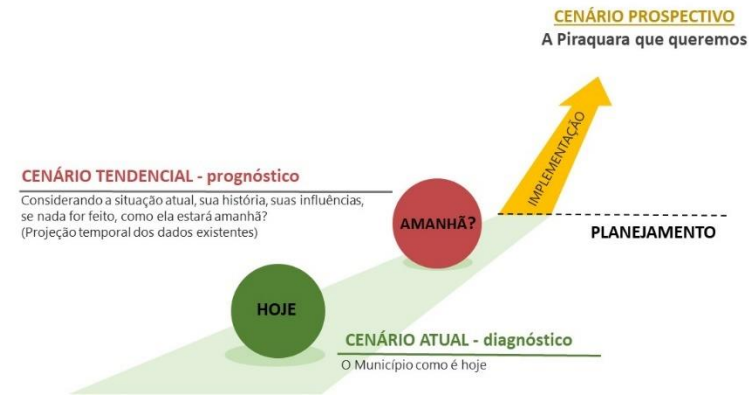 CENÁRIO PROSPECTIVO
A Piraquara que queremos
IMPLEMENTAÇÃO
CENÁRIO TENDENCIAL - prognóstico
Considerando a situação atual, sua história, suas influências,
se nada for feito, como ela estará amanhã?
(Projeção temporal dos dados existentes)
AMANHÃ?
PLANEJAMENTO
HOJE
CENÁRIO ATUAL - diagnóstico
O Município como é hoje